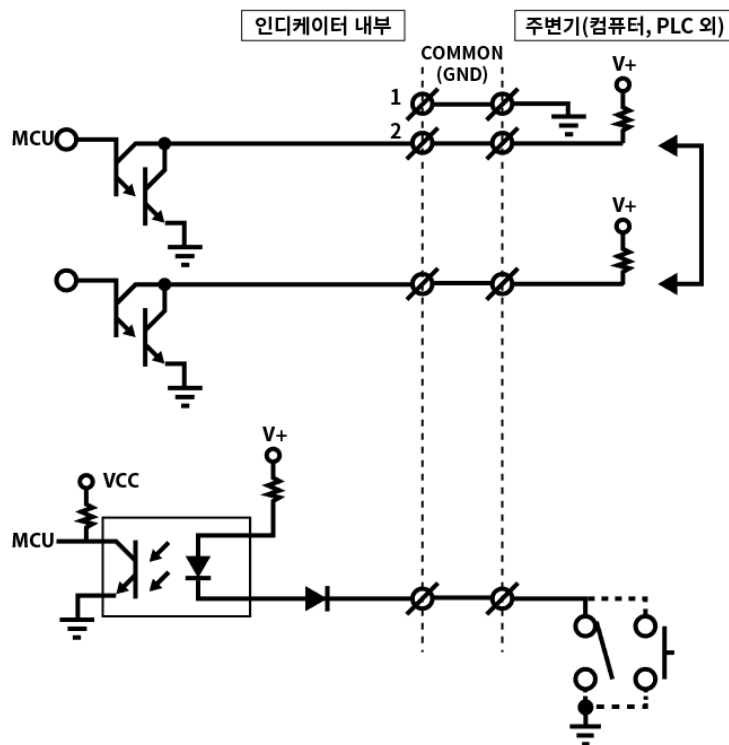 인디케이터 내부
주변기(컴퓨터, PLC 외)
COMMON
(GND)
V+
1
2
MCU
V+
V+
VCC
MCU